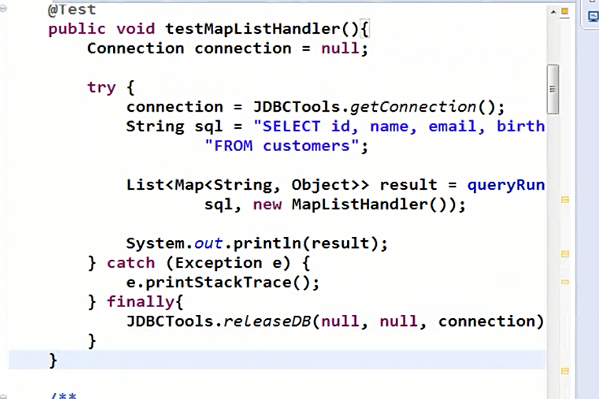 @Test
public void testMapListHandler(){
Connection connection = null;
try {
connection = JDBCTools.getConnection();
String sql = "SELECT id, name, email, birth
"FROM customers";
List<Map<String, Object>> result = queryRun
sql, new MapListHandler());
System.out.println(result);
} catch (Exception e) {
e.printStackTrace();
} finally{
JDBCTools.releaseDB(null, null, connection)
}
}
/**